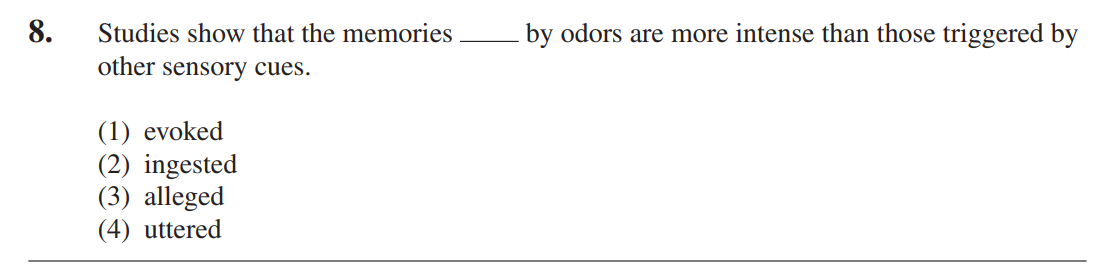 8. Studies show that the memories ____ by odors are more intense than those triggered by
other sensory cues.
(1) evoked
(2) ingested
(3) alleged
(4) uttered